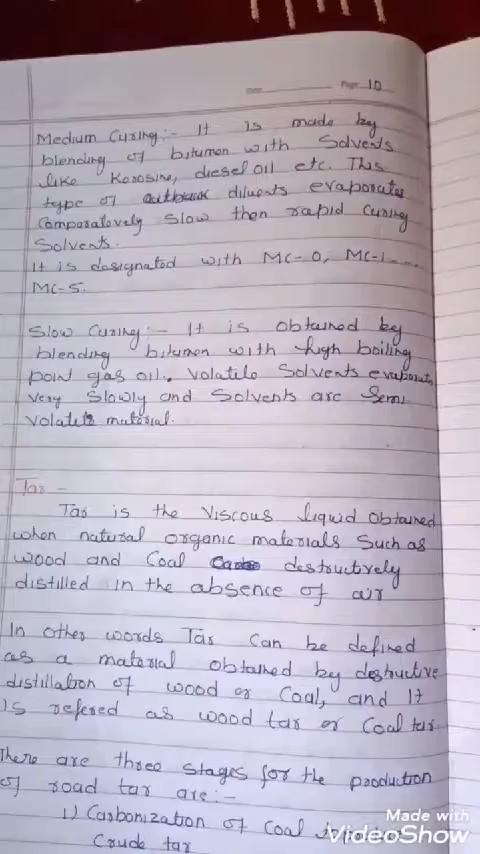 Page 10
Medium Curing:- It is made by
blending of bitumen with Solvents
like Kerosine, diesel oil etc. This
type of cutback diluents evaporates
Comparatevely Slow then rapid curing
Solvents.
It is designated with MC-0, MC-1 ....
MC-5.
Slow Curing:- It is obtained by
blending bitumen with high boiling
point gas oil. Volatile Solvents evaporate
very Slowly and Solvents are Semi
volatile material.
Tar -
Tar is the Viscous liquid obtained
when natural organic materials Such as
wood and Coal destructively
distilled in the absence of air
In other words Tar Can be defined
as a material obtained by destructive
distillation of wood or Coal, and It
is refered as wood tar or Coal tar
There are three stages for the production
of road tar are:-
1) Carbonization of Coal
Crude tar
Made with
VideoShow